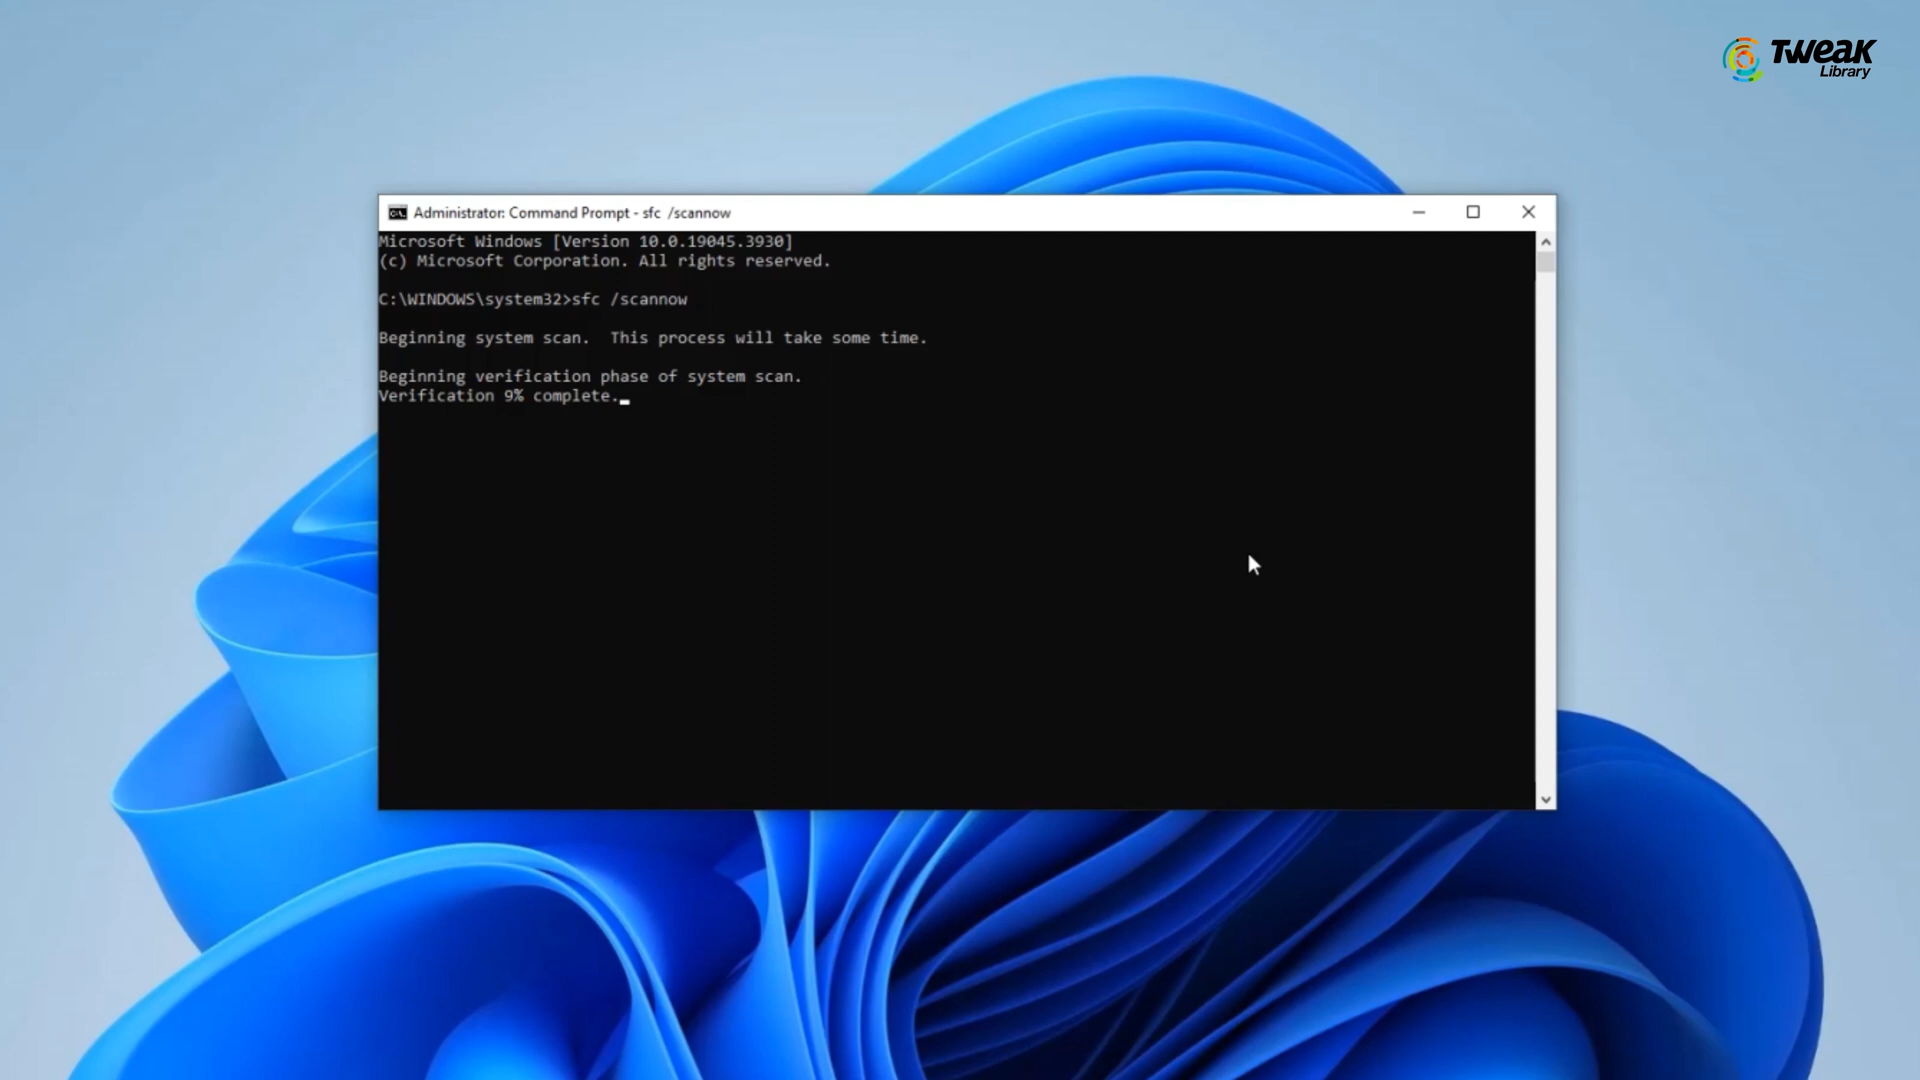 TWeaK
Library
Administrator: Command Prompt - sfc  /scannow
Microsoft Windows [Version 10.0.19045.3930]
(c) Microsoft Corporation. All rights reserved.
C:\WINDOWS\system32>sfc /scannow
Beginning system scan.  This process will take some time.
Beginning verification phase of system scan.
Verification 9% complete.